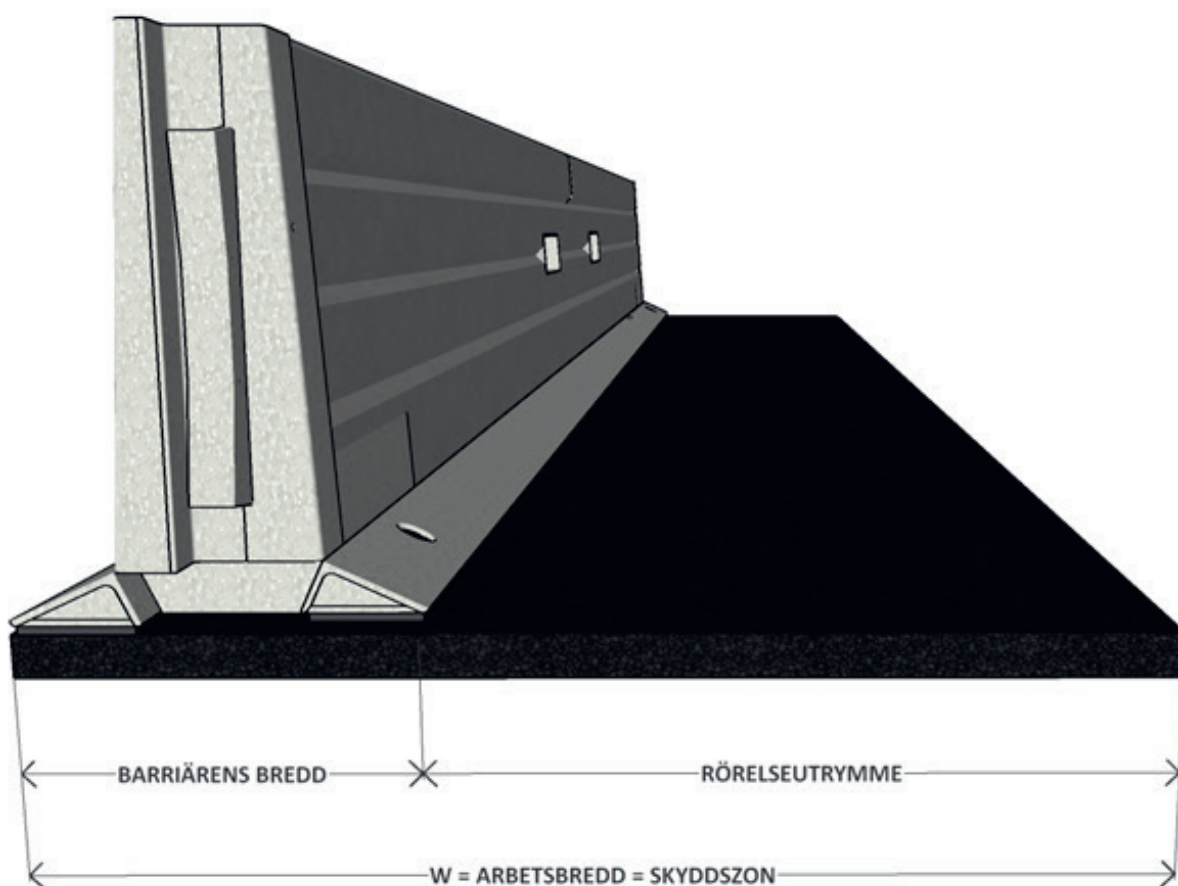 BARRIÄRENS BREDD
RÖRELSEUTRYMME
W = ARBETSBREDD = SKYDDSZON